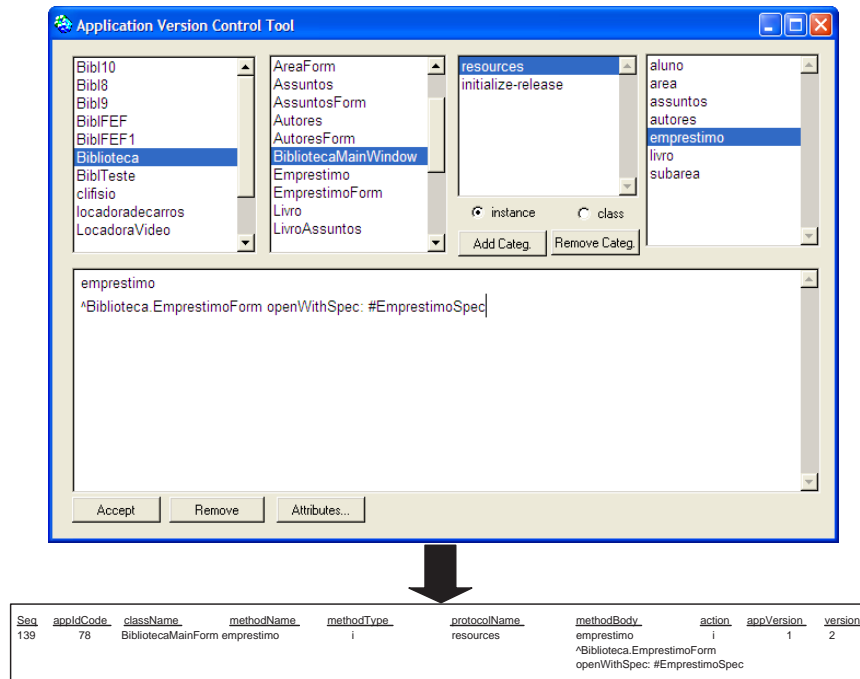 Application Version Control Tool
Bibl10
Bibl8
Bibl9
BiblFEF
BiblFEF1
Biblioteca
BiblTeste
clifisio
locadoradecarros
LocadoraVideo
AreaForm
Assuntos
AssuntosForm
Autores
AutoresForm
BibliotecaMainWindow
Emprestimo
EmprestimoForm
Livro
LivroAssuntos
resources
initialize-release
instance class
Add Categ. Remove Categ.
aluno
area
assuntos
autores
emprestimo
livro
subarea
emprestimo
^Biblioteca.EmprestimoForm openWithSpec: #EmprestimoSpec
Accept Remove Attributes...
Seq appIdCode className methodName methodType protocolName methodBody action appVersion version
139 78 BibliotecaMainForm emprestimo i resources emprestimo i 1 2
^Biblioteca.EmprestimoForm
openWithSpec: #EmprestimoSpec